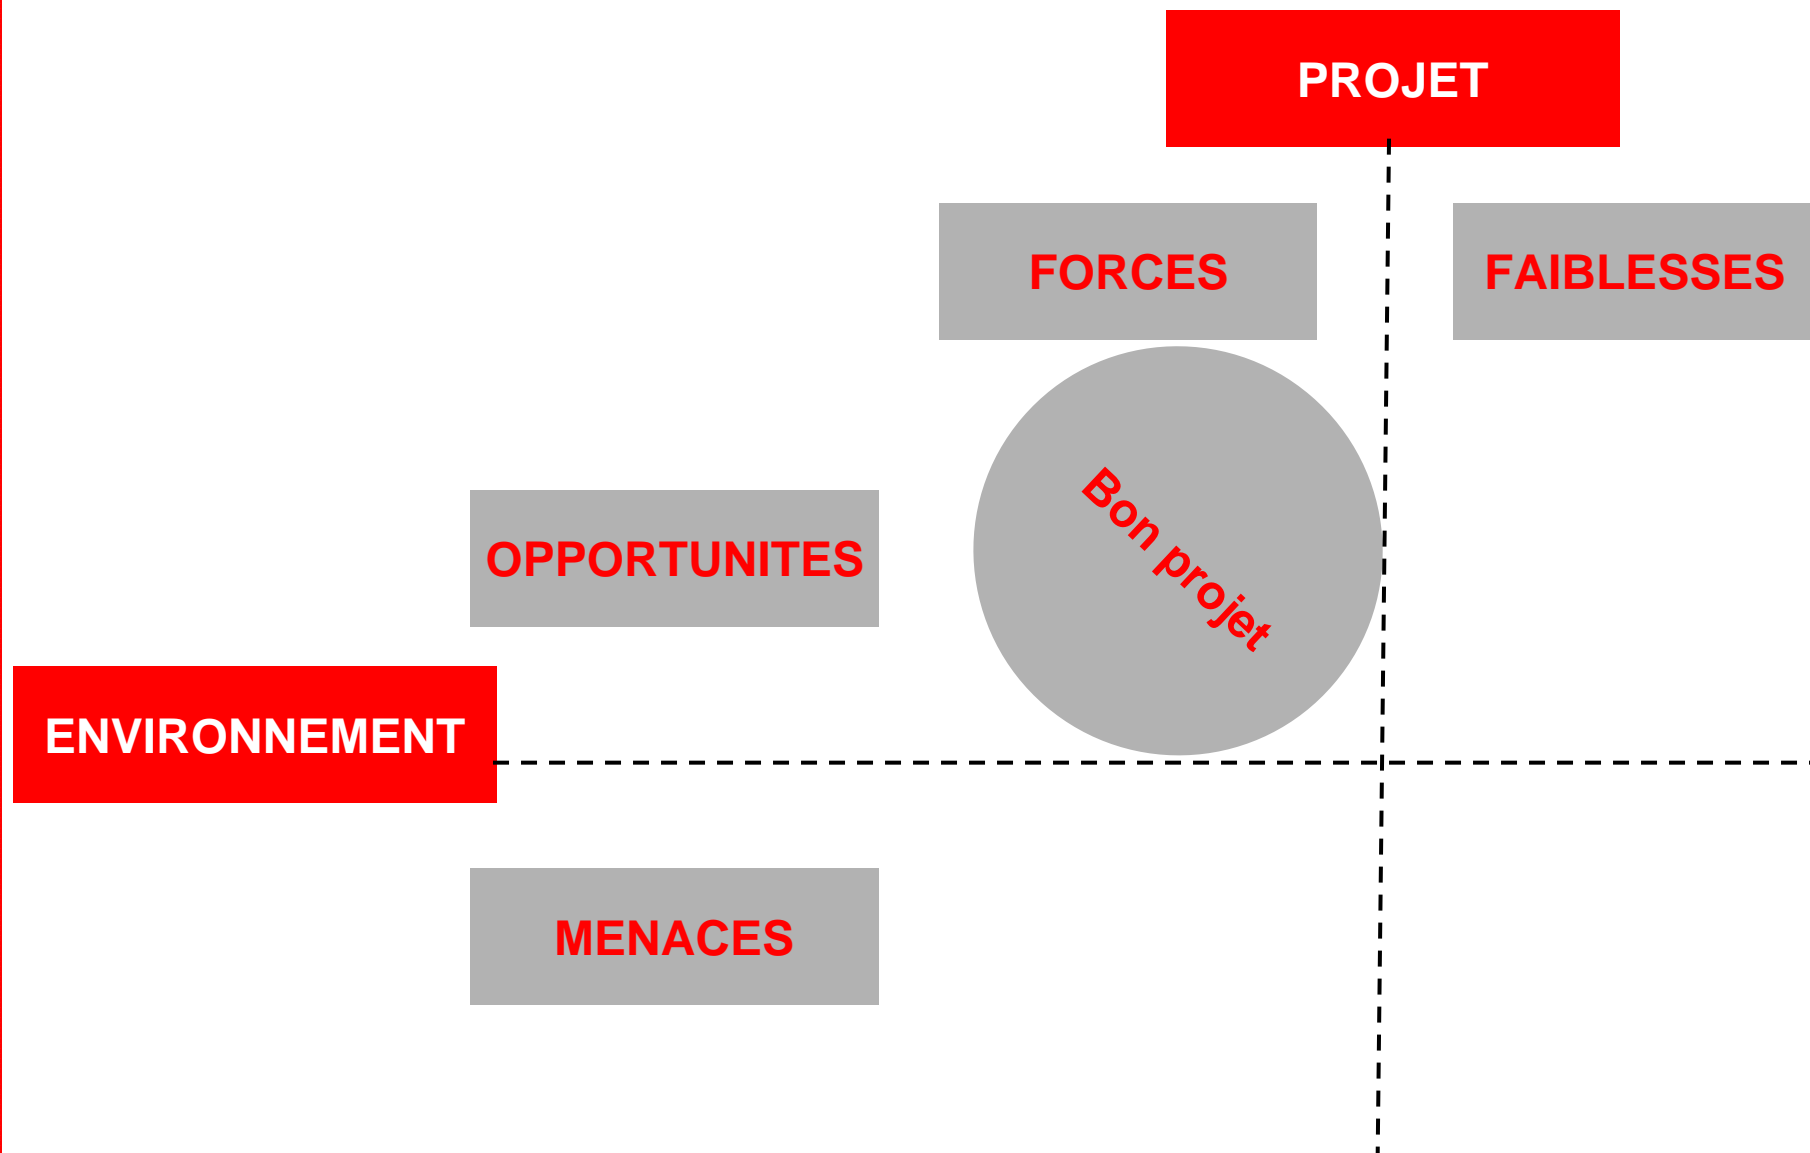 PROJET
FORCES
FAIBLESSES
Bon projet
OPPORTUNITES
ENVIRONNEMENT
MENACES